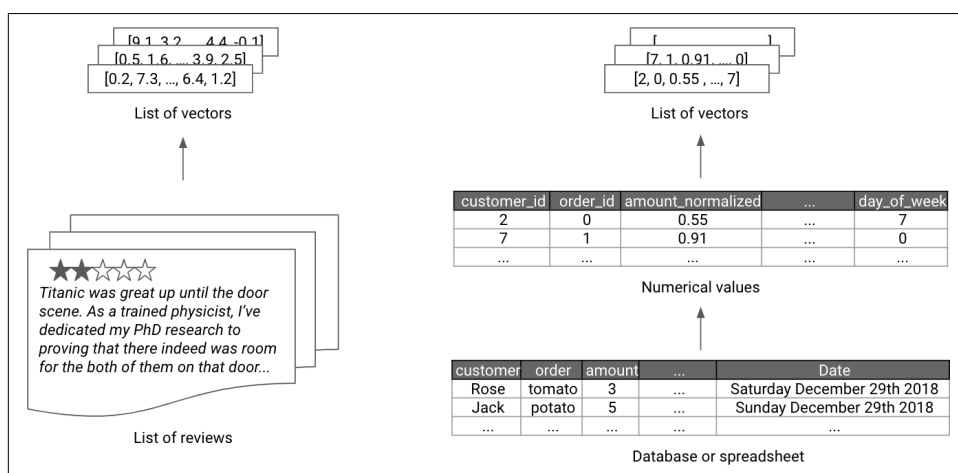 [9.1, 3.2, ..., 4.4, -0.1]
[0.5, 1.6, ..., 3.9, 2.5]
[0.2, 7.3, ..., 6.4, 1.2]
List of vectors
Titanic was great up until the door
scene. As a trained physicist, I've
dedicated my PhD research to
proving that there indeed was room
for the both of them on that door...
List of reviews
[ ]
[7, 1, 0.91, ..., 0]
[2, 0, 0.55 , ..., 7]
List of vectors
customer_id order_id amount_normalized ... day_of_week
2 0 0.55 ... 7
7 1 0.91 ... 0
... ... ... ... ...
Numerical values
customer order amount ... Date
Rose tomato 3 ... Saturday December 29th 2018
Jack potato 5 ... Sunday December 29th 2018
... ... ... ... ...
Database or spreadsheet